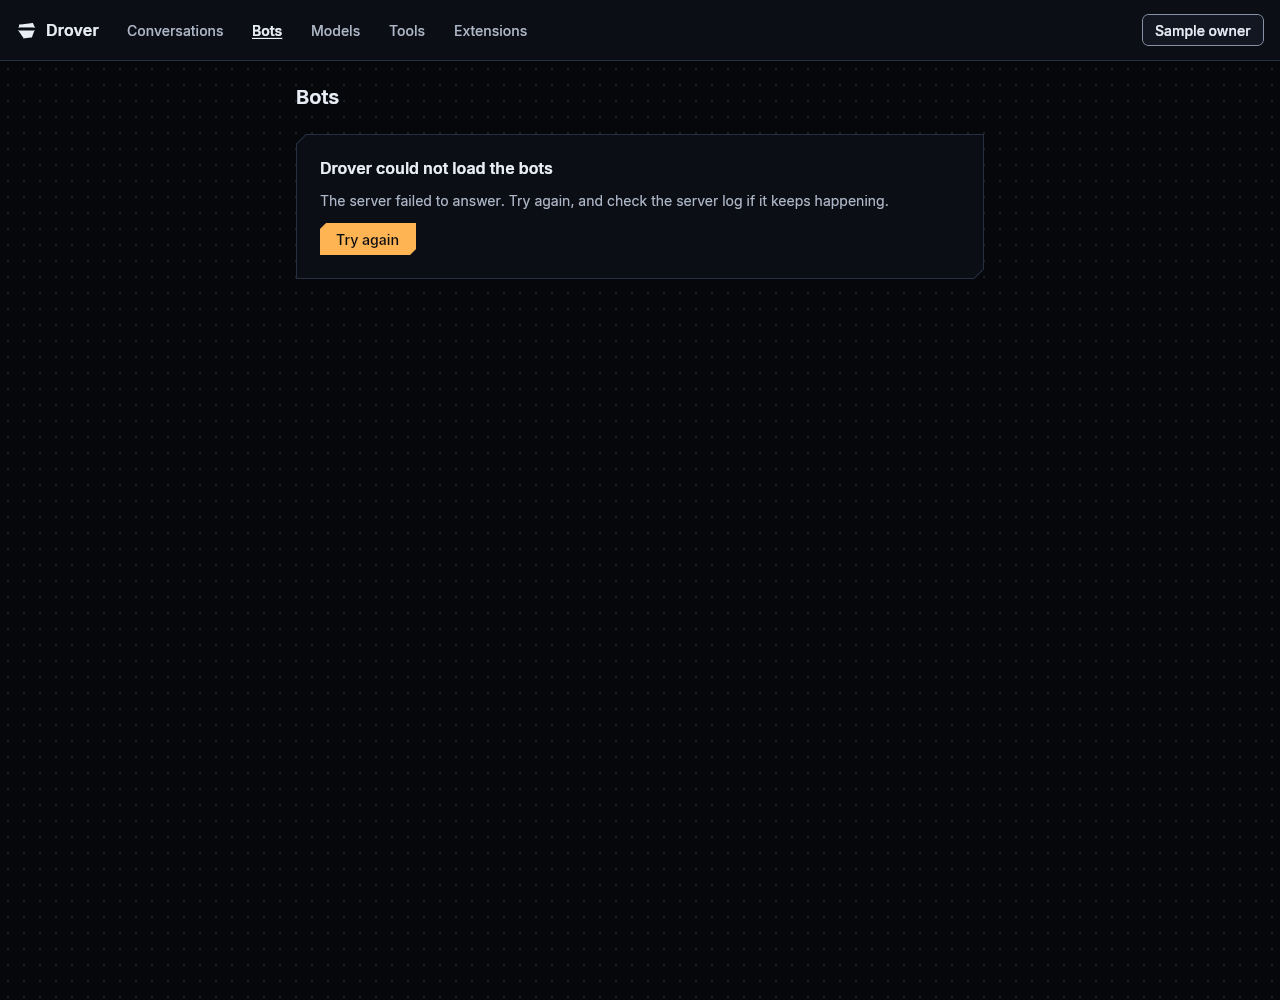 Drover
Conversations
Bots
Models
Tools
Extensions
Sample owner
Bots
Drover could not load the bots
The server failed to answer. Try again, and check the server log if it keeps happening.
Try again